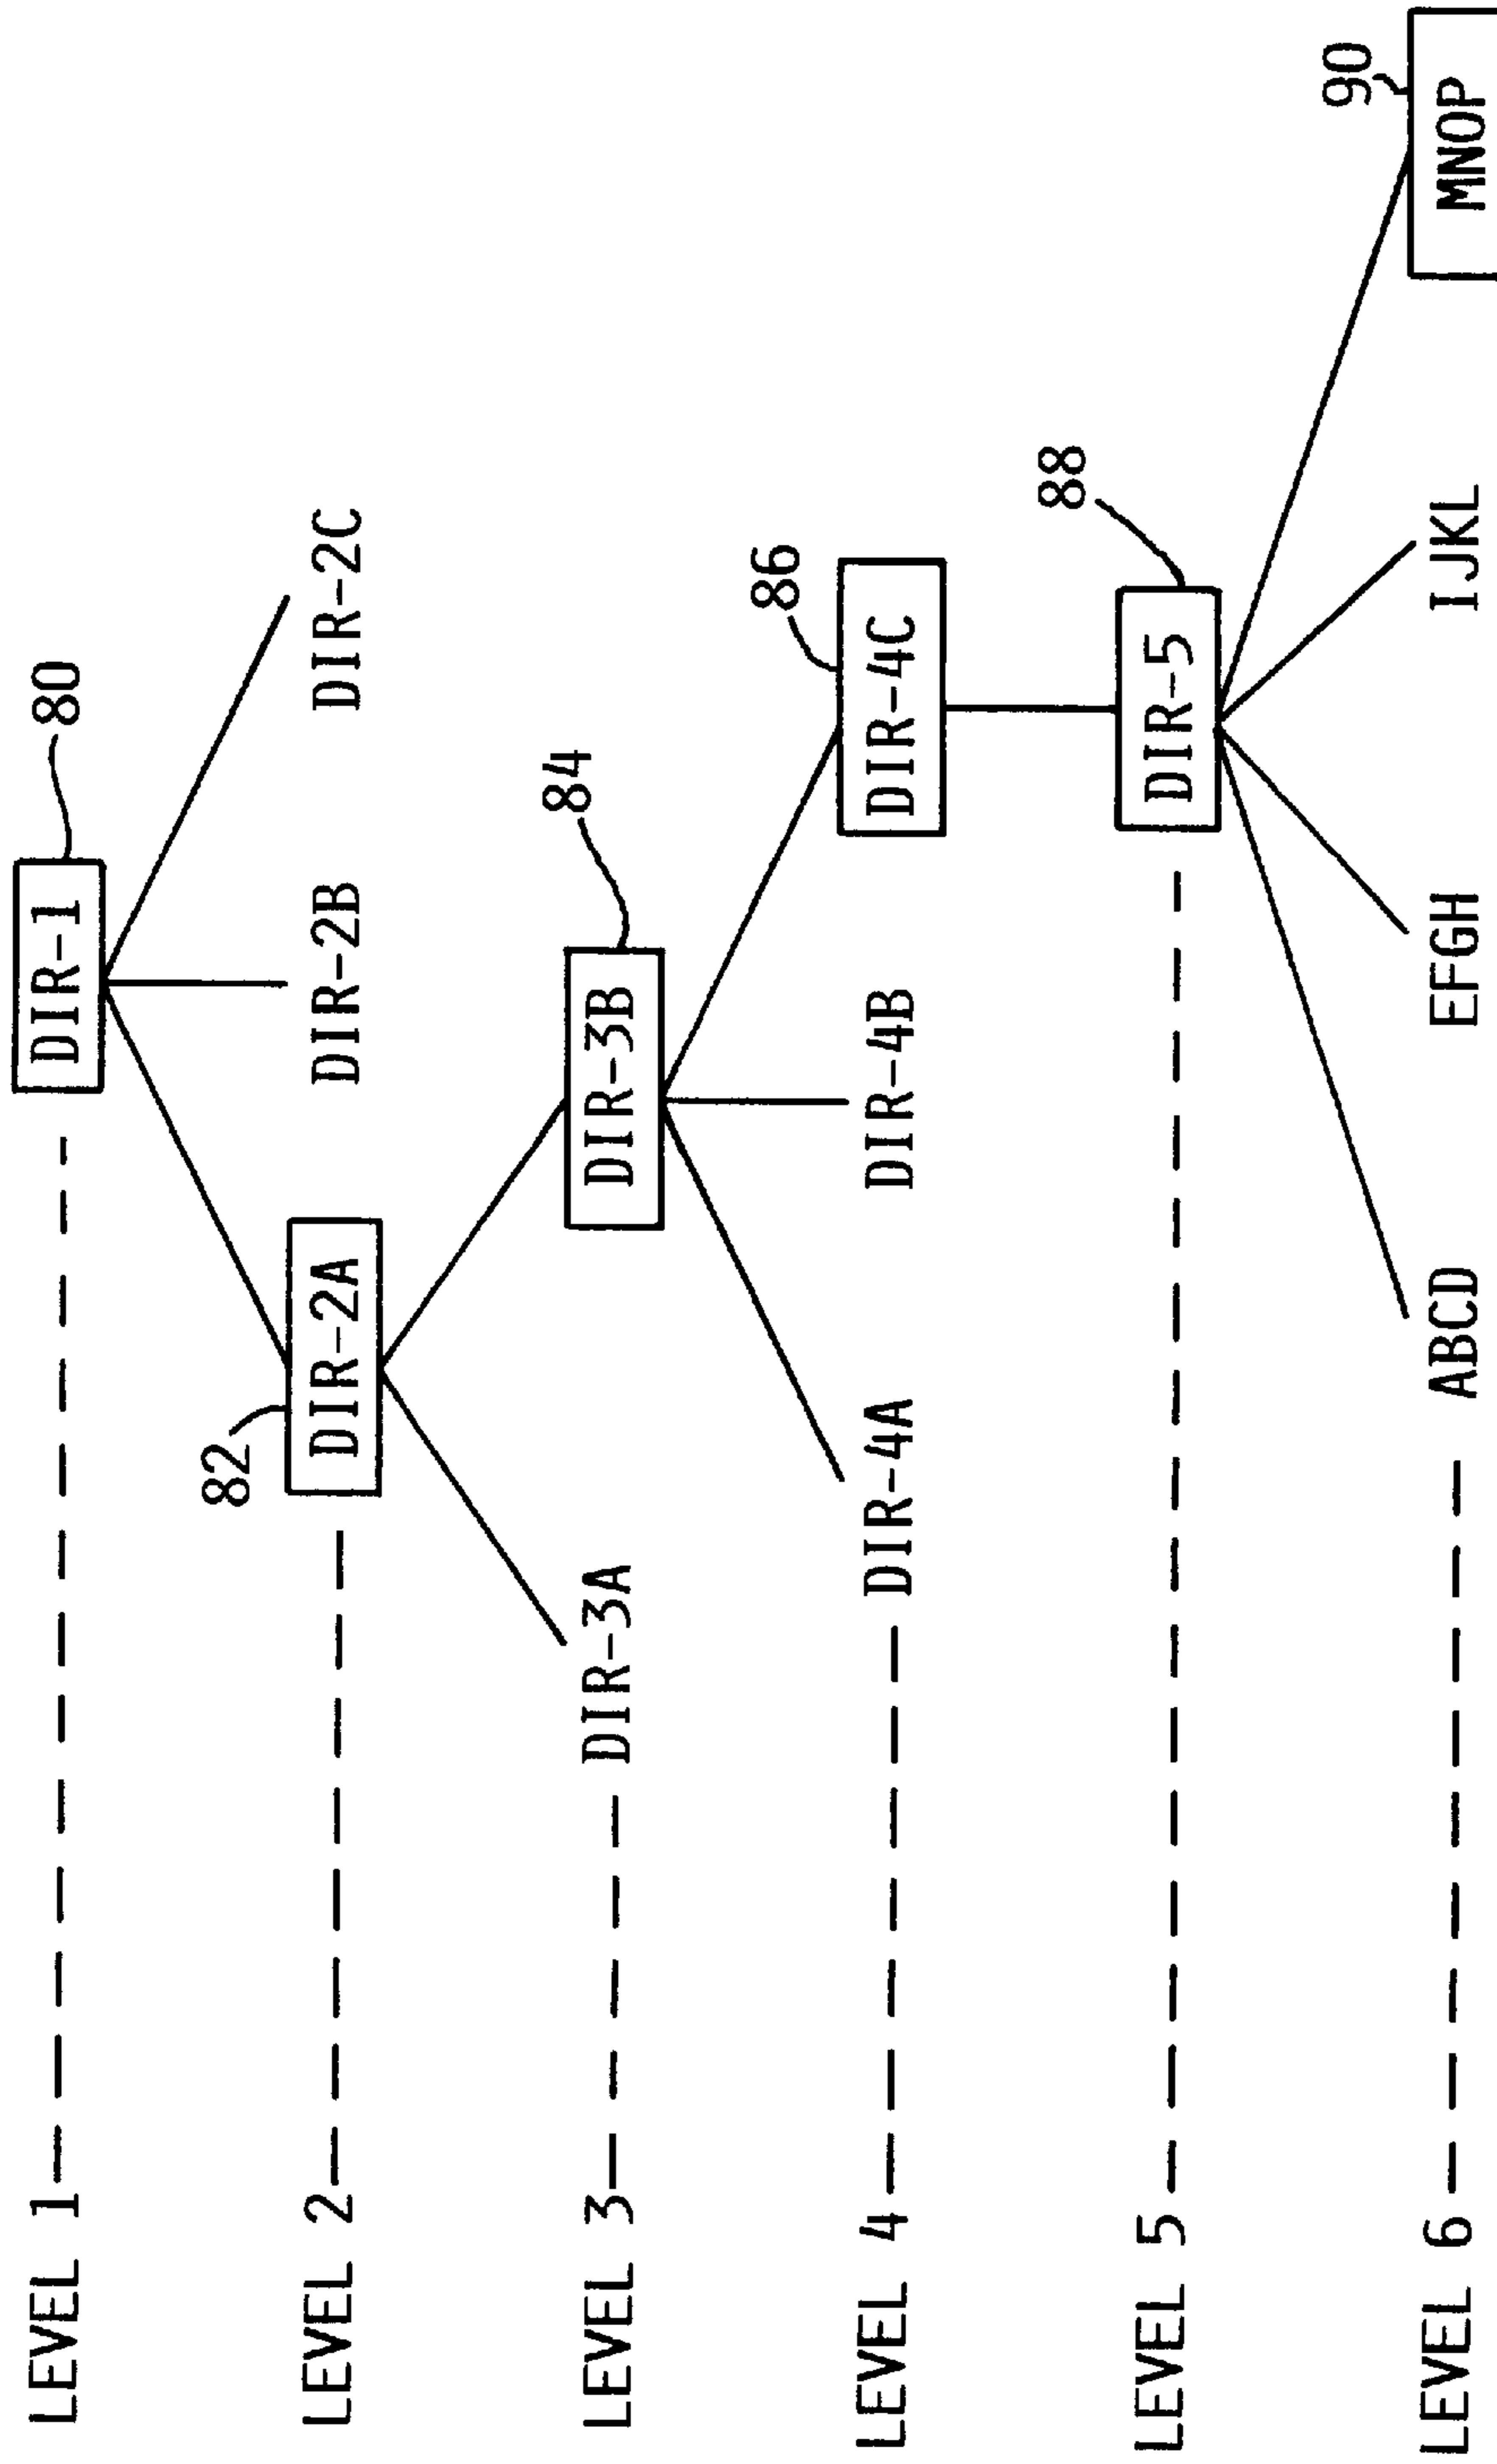 80
LEVEL 1 DIR-1
82
LEVEL 2 DIR-2A DIR-2B DIR-2C
84
LEVEL 3 DIR-3A DIR-3B
86
LEVEL 4 DIR-4A DIR-4B DIR-4C
88
LEVEL 5 DIR-5
90
LEVEL 6 ABCD EFGH IJKL MNOP